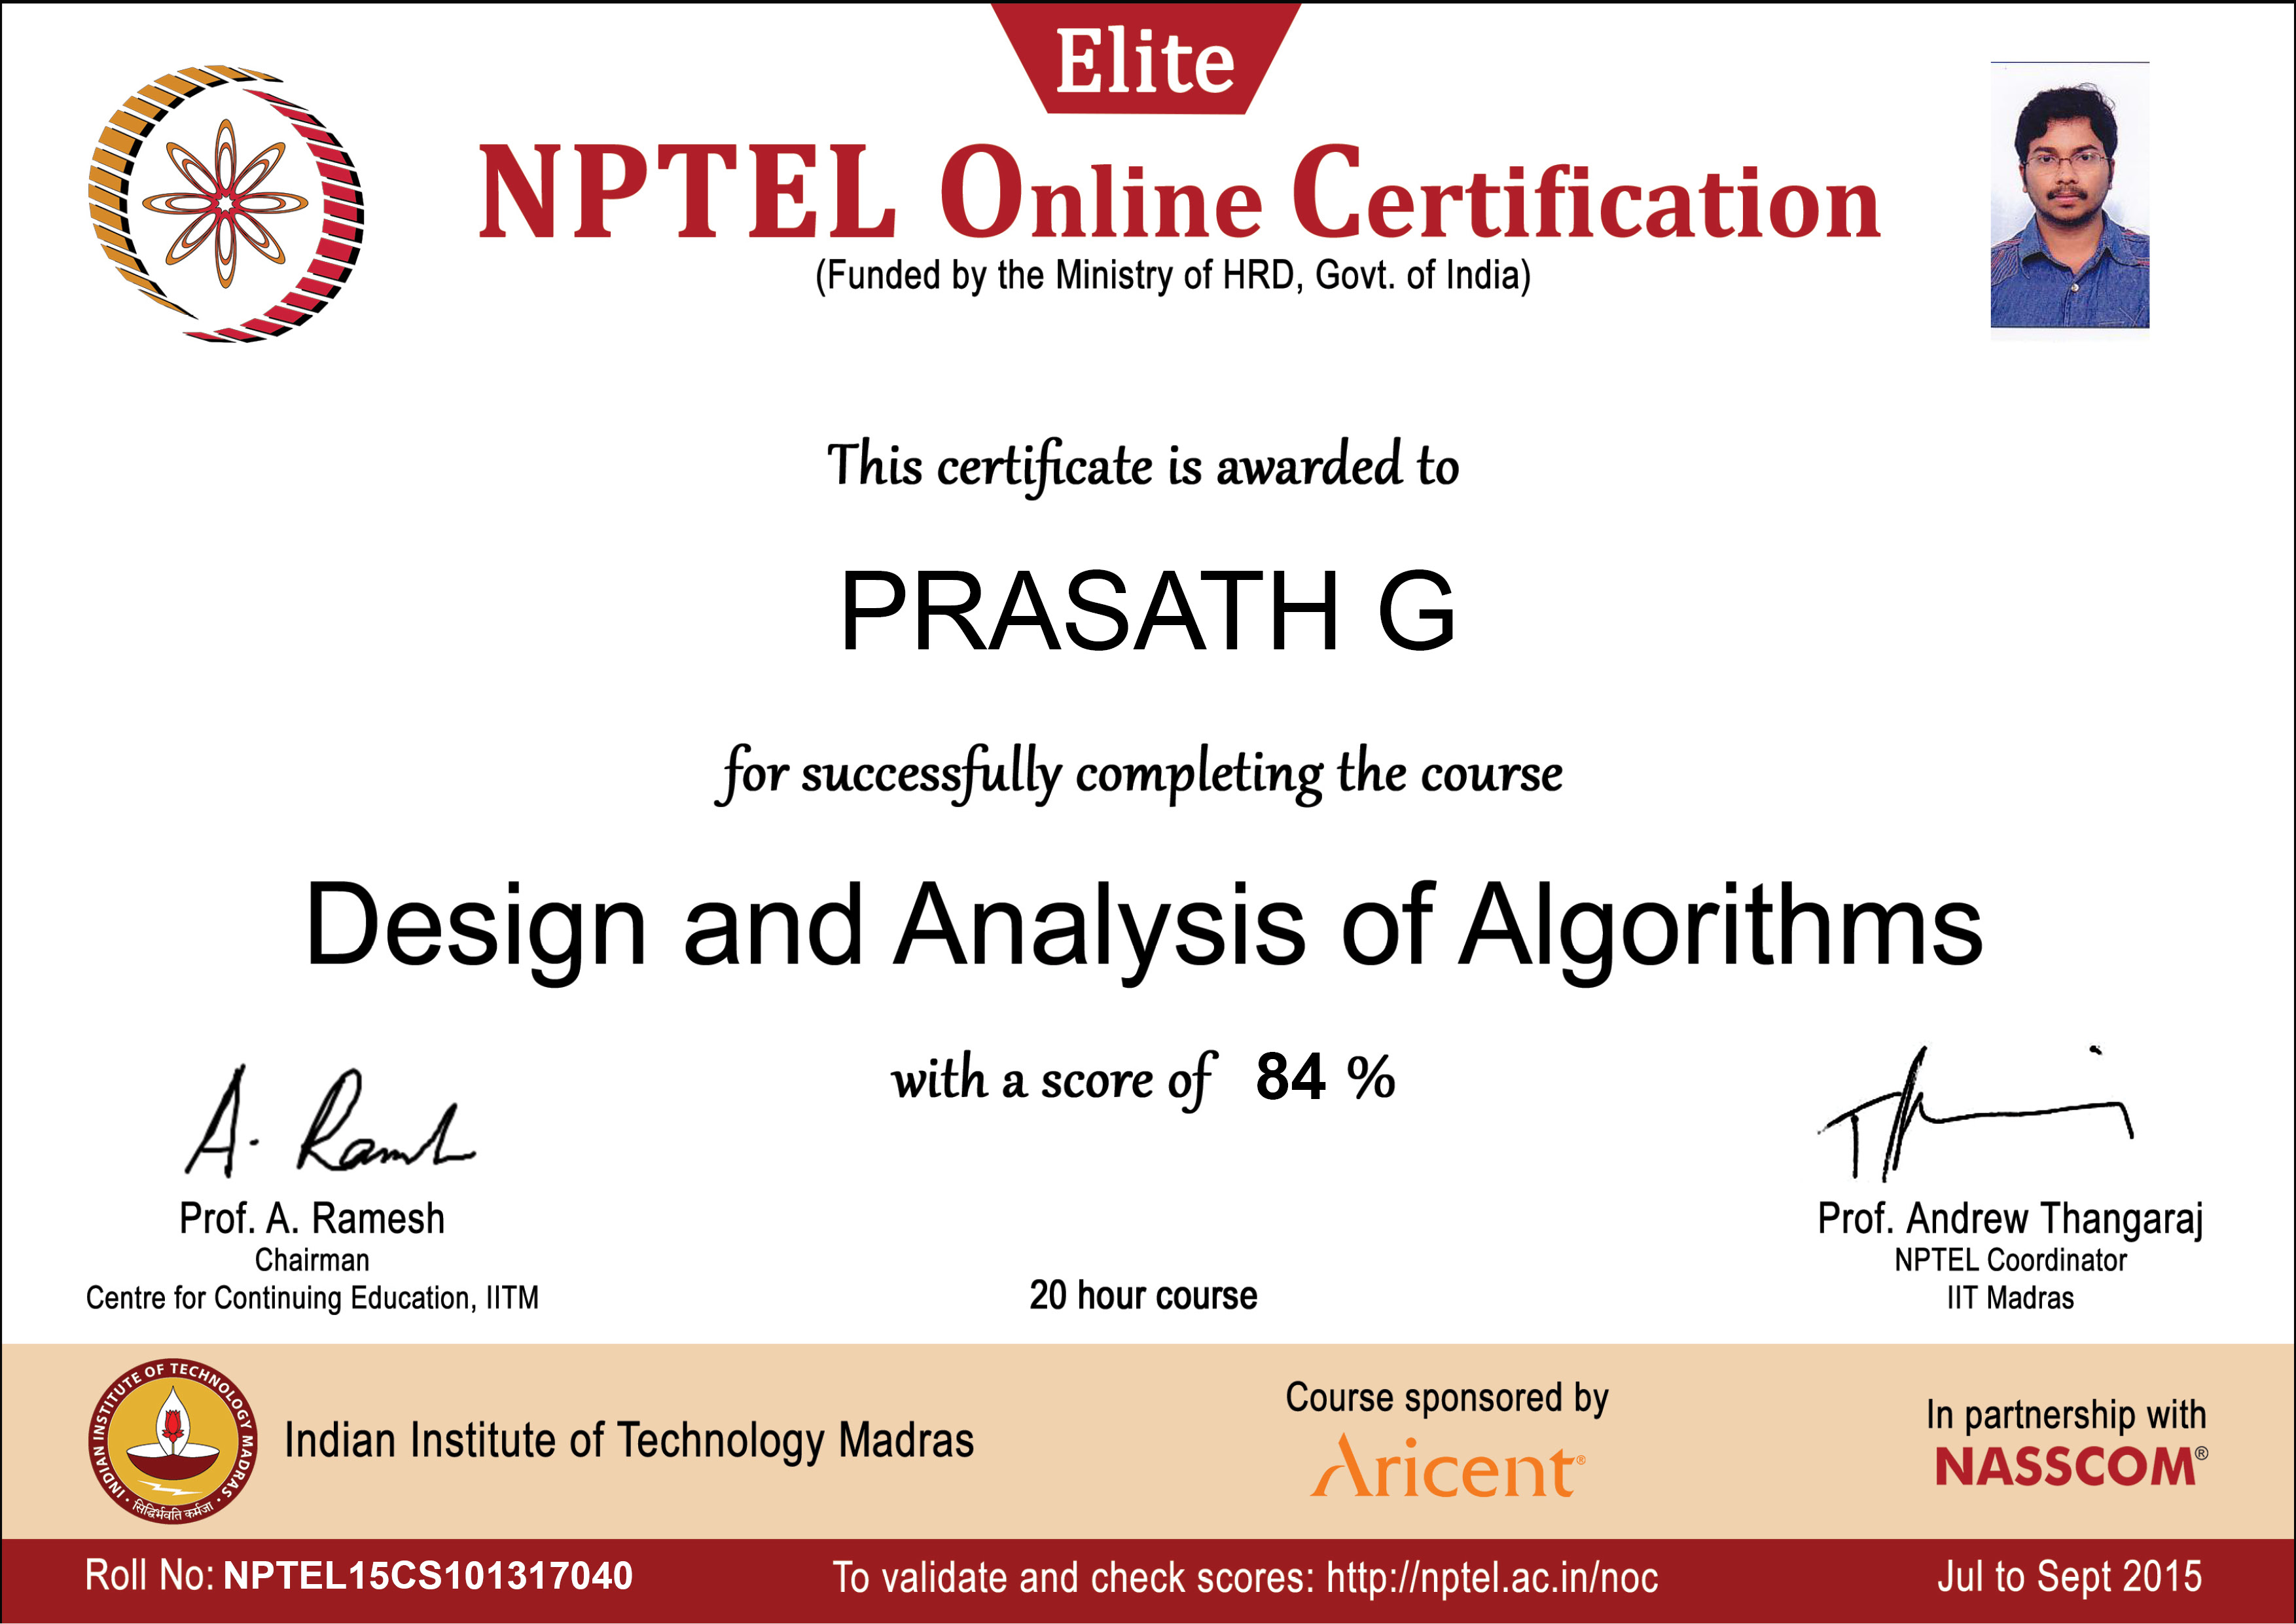 Elite
NPTEL Online Certification
(Funded by the Ministry of HRD, Govt. of India)
This certificate is awarded to
PRASATH G
for successfully completing the course
Design and Analysis of Algorithms
with a score of 84 %
A. Ramesh
Prof. A. Ramesh
Chairman
Centre for Continuing Education, IITM
20 hour course
Prof. Andrew Thangaraj
NPTEL Coordinator
IIT Madras
INDIAN INSTITUTE OF TECHNOLOGY MADRAS
सिद्धिर्भवति कर्मजा
Indian Institute of Technology Madras
Course sponsored by
Aricent®
In partnership with
NASSCOM®
Roll No: NPTEL15CS101317040
To validate and check scores: http://nptel.ac.in/noc
Jul to Sept 2015